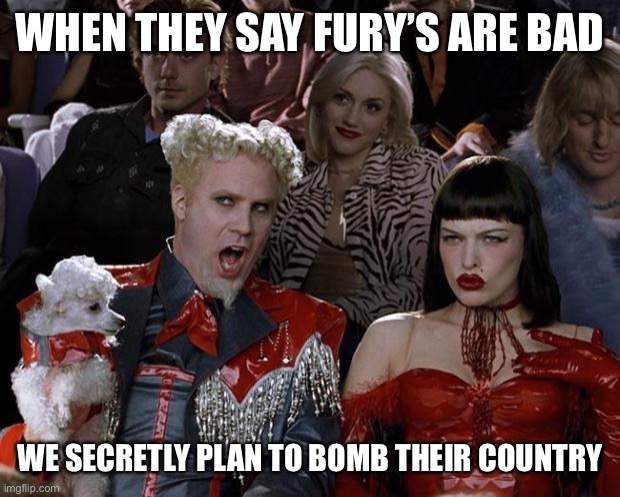 WHEN THEY SAY FURY’S ARE BAD
WE SECRETLY PLAN TO BOMB THEIR COUNTRY
imgflip.com